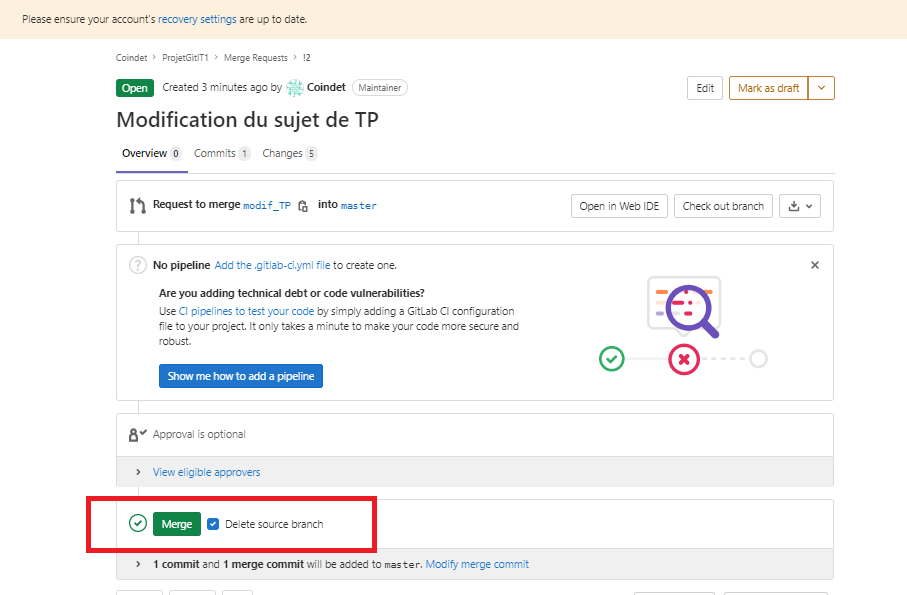 Please ensure your account's recovery settings are up to date.
Coindet > ProjetGitIT1 > Merge Requests > !2
Open Created 3 minutes ago by Coindet Maintainer
Edit Mark as draft
Modification du sujet de TP
Overview 0 Commits 1 Changes 5
Request to merge modif_TP into master
Open in Web IDE Check out branch
No pipeline Add the .gitlab-ci.yml file to create one.
Are you adding technical debt or code vulnerabilities?
Use CI pipelines to test your code by simply adding a GitLab CI configuration
file to your project. It only takes a minute to make your code more secure and
robust.
Show me how to add a pipeline
Approval is optional
View eligible approvers
Merge Delete source branch
1 commit and 1 merge commit will be added to master. Modify merge commit